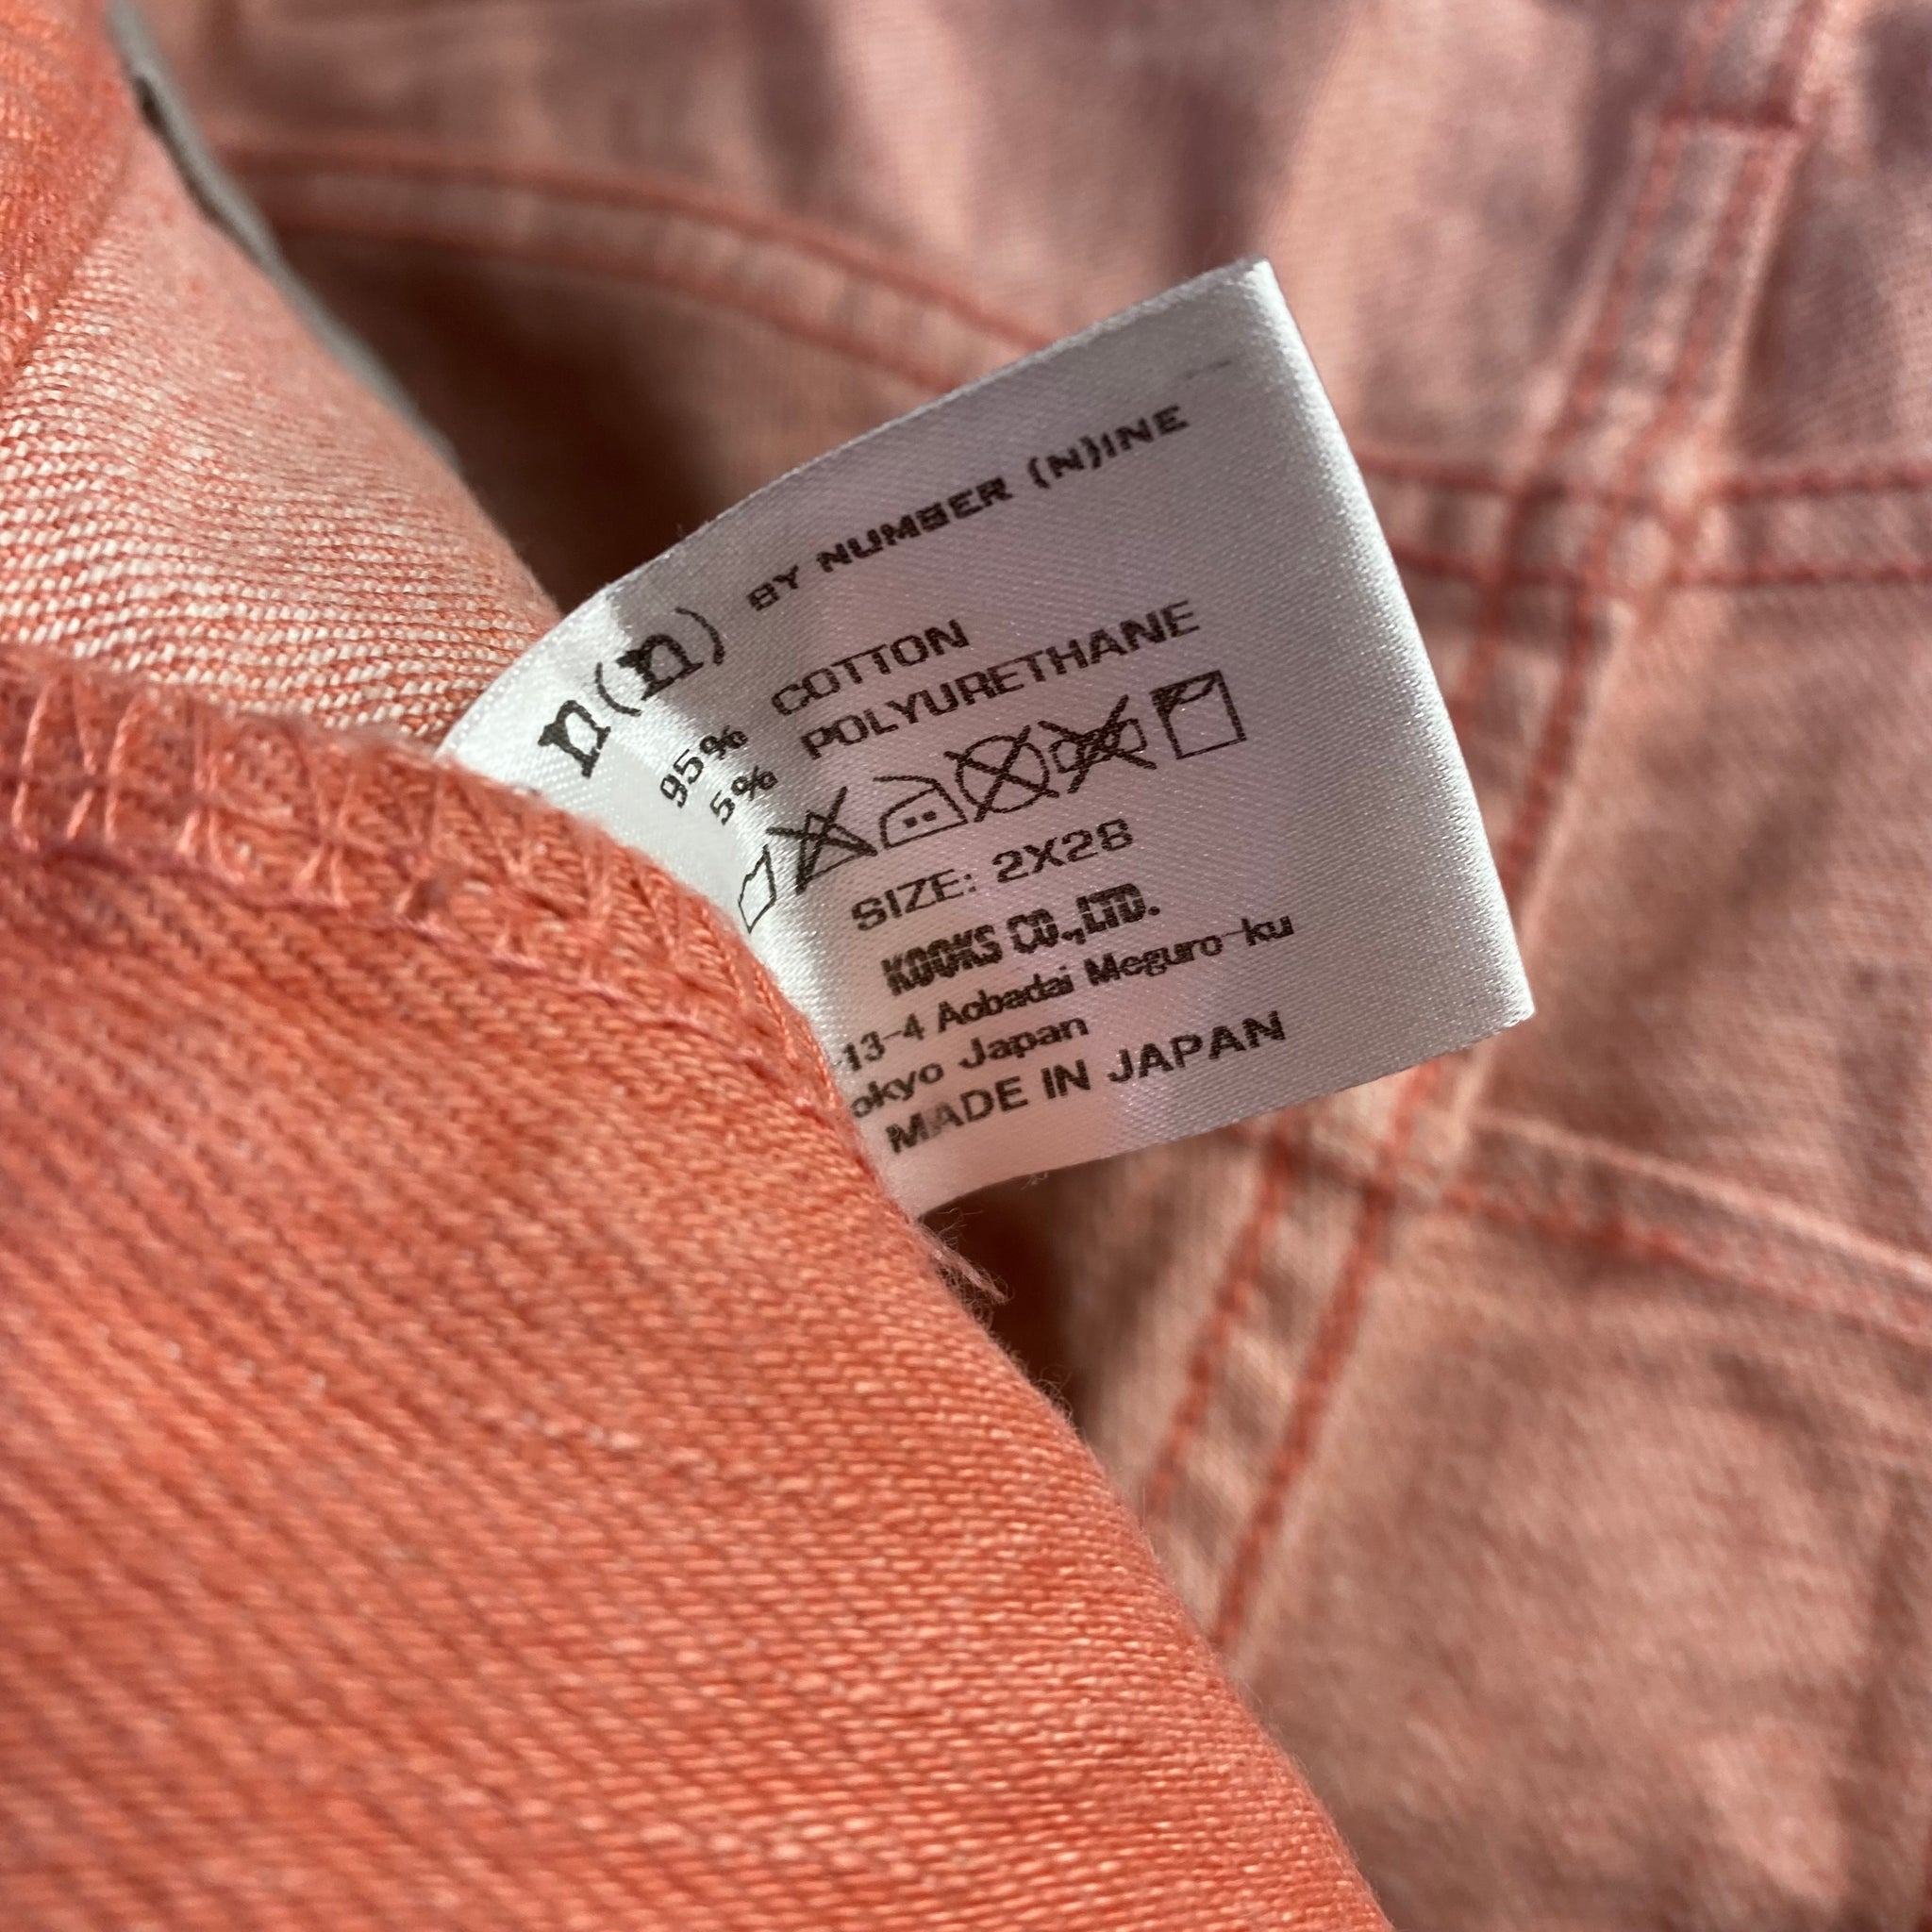 n(n) BY NUMBER (N)INE
95% COTTON
5% POLYURETHANE
SIZE: 2X28
KOOKS CO.,LTD.
-13-4 Aobadai Meguro-ku
okyo Japan
MADE IN JAPAN